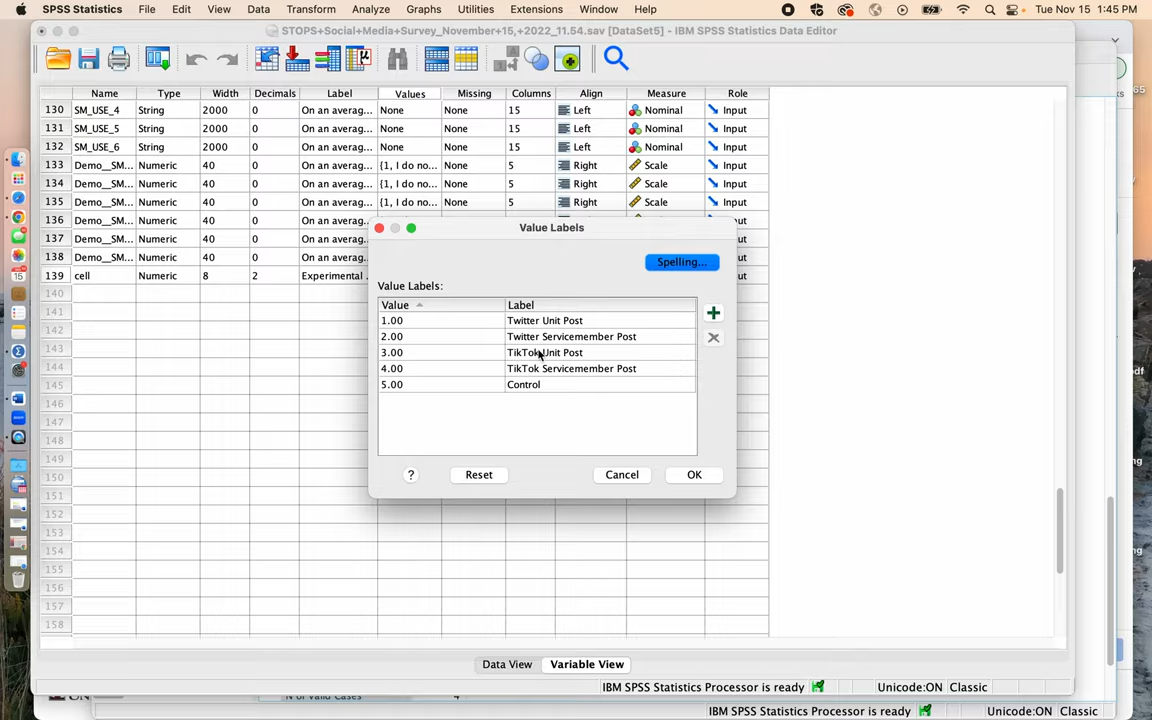 SPSS Statistics File Edit View Data Transform Analyze Graphs Utilities Extensions Window Help Tue Nov 15 1:45 PM
STOPS+Social+Media+Survey_November+15,+2022_11.54.sav [DataSet5] - IBM SPSS Statistics Data Editor
Name Type Width Decimals Label Values Missing Columns Align Measure Role
130 SM_USE_4 String 2000 0 On an averag... None None 15 Left Nominal Input
131 SM_USE_5 String 2000 0 On an averag... None None 15 Left Nominal Input
132 SM_USE_6 String 2000 0 On an averag... None None 15 Left Nominal Input
133 Demo__SM... Numeric 40 0 On an averag... {1, I do no... None 5 Right Scale Input
134 Demo__SM... Numeric 40 0 On an averag... {1, I do no... None 5 Right Scale Input
135 Demo__SM... Numeric 40 0 On an averag... {1, I do no... None 5 Right Scale Input
136 Demo__SM... Numeric 40 0 On an averag...
137 Demo__SM... Numeric 40 0 On an averag... ut
138 Demo__SM... Numeric 40 0 On an averag... ut
139 cell Numeric 8 2 Experimental ut
140
141
142
143
144
145
146
147
148
149
150
151
152
153
154
155
156
157
158
Value Labels
Spelling...
Value Labels:
Value Label
1.00 Twitter Unit Post
2.00 Twitter Servicemember Post
3.00 TikTok Unit Post
4.00 TikTok Servicemember Post
5.00 Control
? Reset Cancel OK
Data View Variable View
IBM SPSS Statistics Processor is ready Unicode:ON Classic
IBM SPSS Statistics Processor is ready Unicode:ON Classic